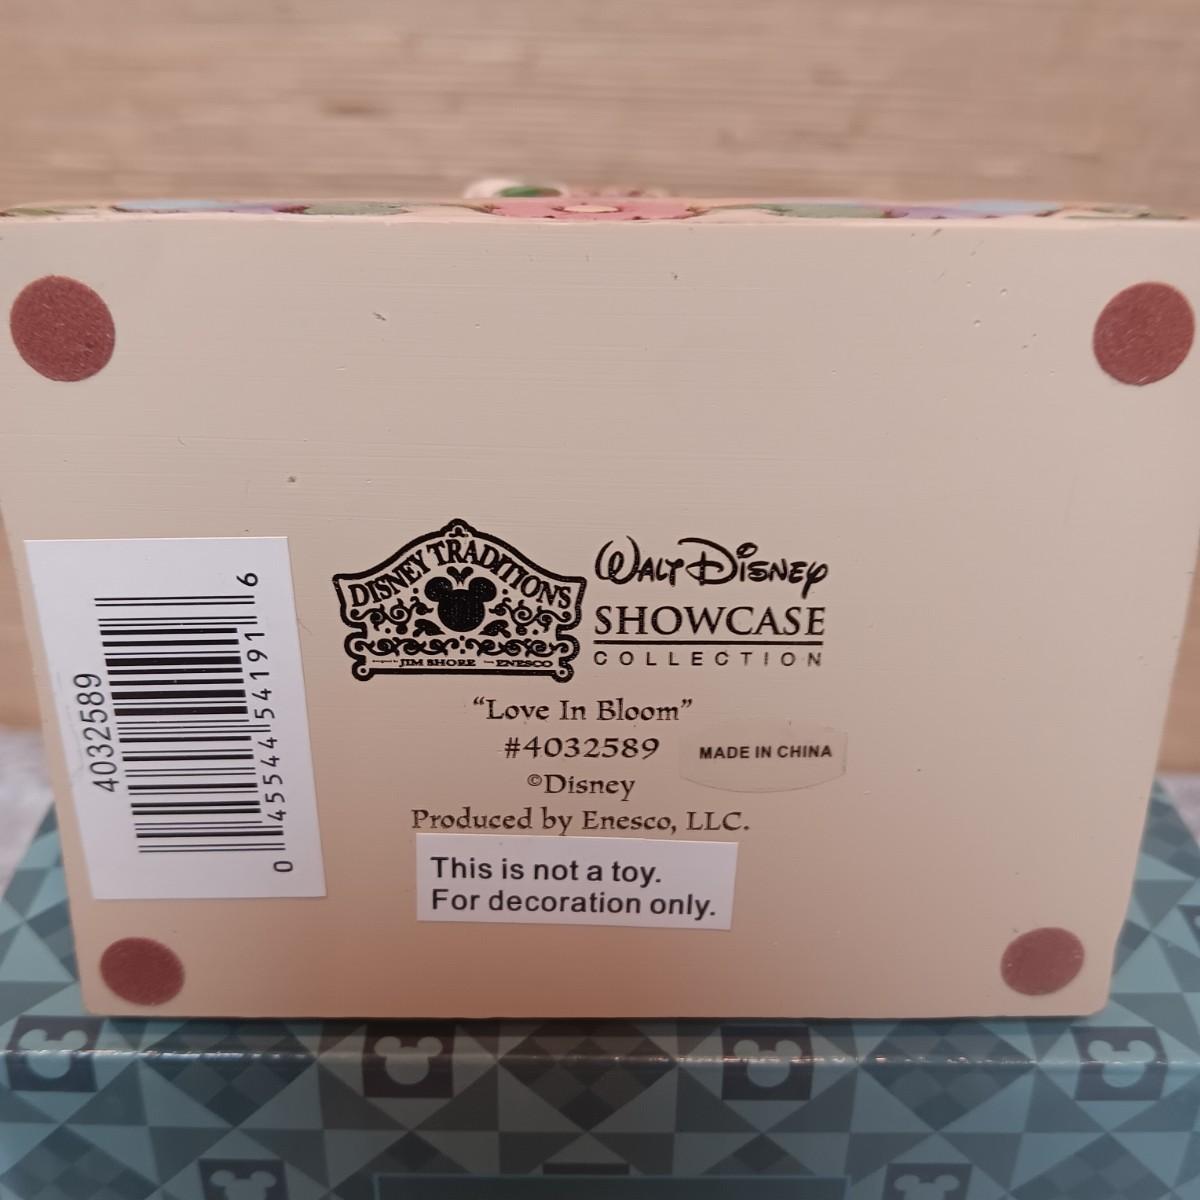 DISNEY TRADITIONS
JIM SHORE
ENESCO
WALT DISNEY
SHOWCASE
COLLECTION
“Love In Bloom”
#4032589
MADE IN CHINA
©Disney
Produced by Enesco, LLC.
This is not a toy.
For decoration only.
4032589
0 45544 54191 6